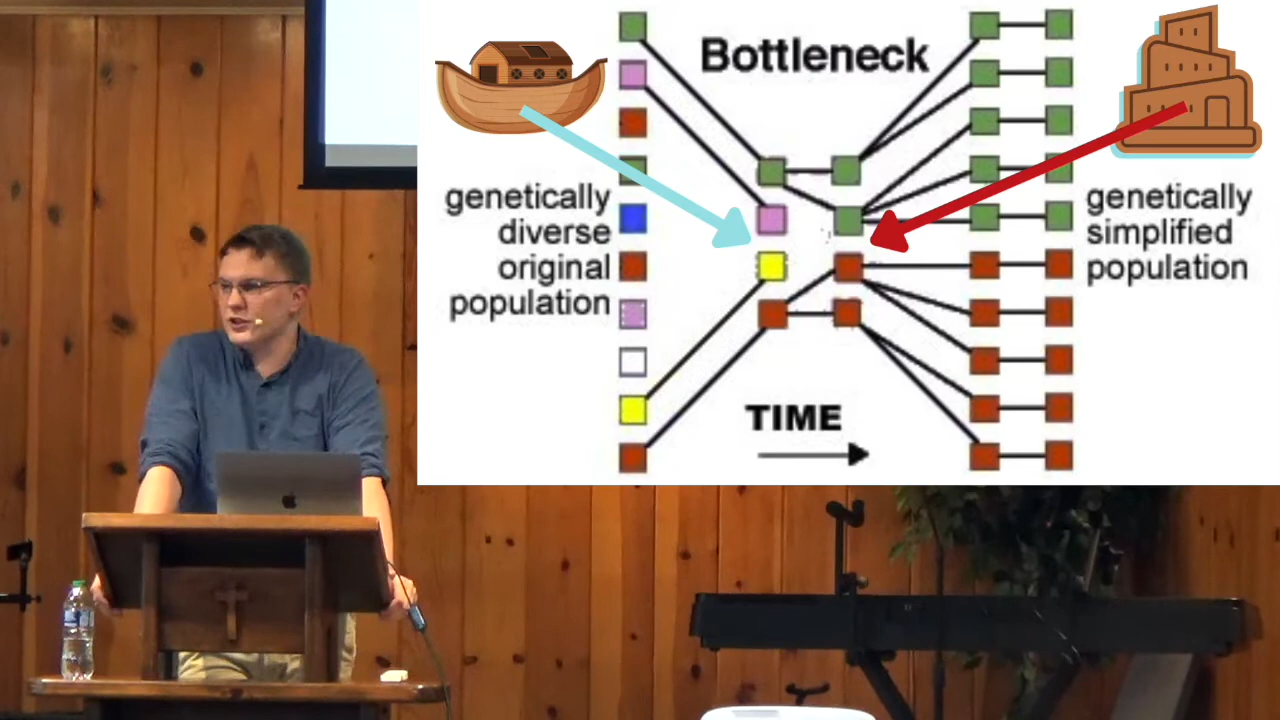 Bottleneck
genetically
diverse
original
population
genetically
simplified
population
TIME